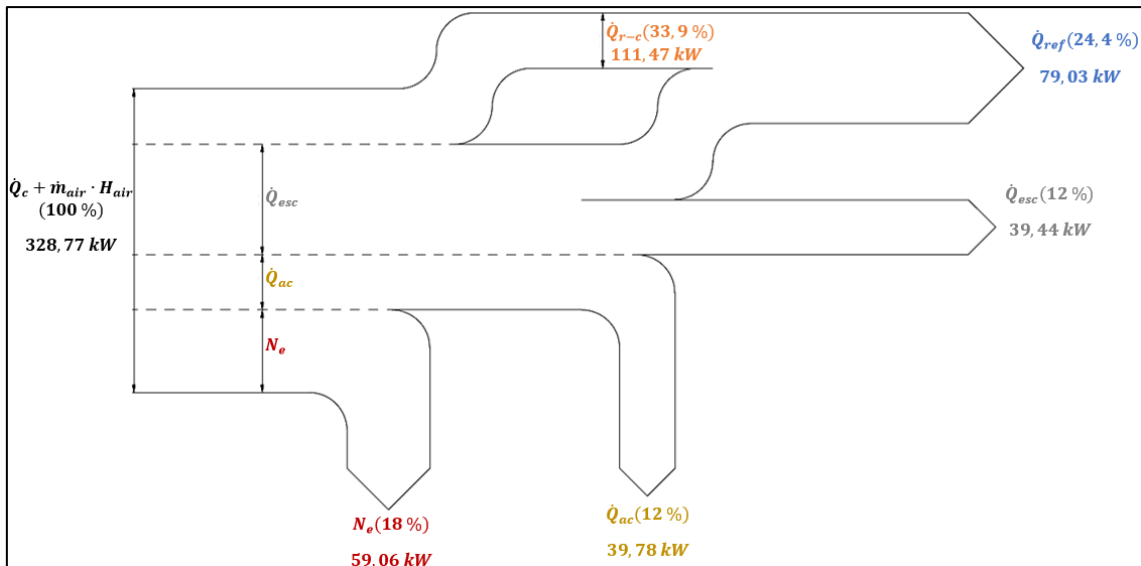 Q̇r−c(33,9 %)
111,47 kW
Q̇ref(24,4 %)
79,03 kW
Q̇c + ṁair · Hair
(100 %)
328,77 kW
Q̇esc
Q̇esc(12 %)
39,44 kW
Q̇ac
Ne
Ne(18 %)
59,06 kW
Q̇ac(12 %)
39,78 kW